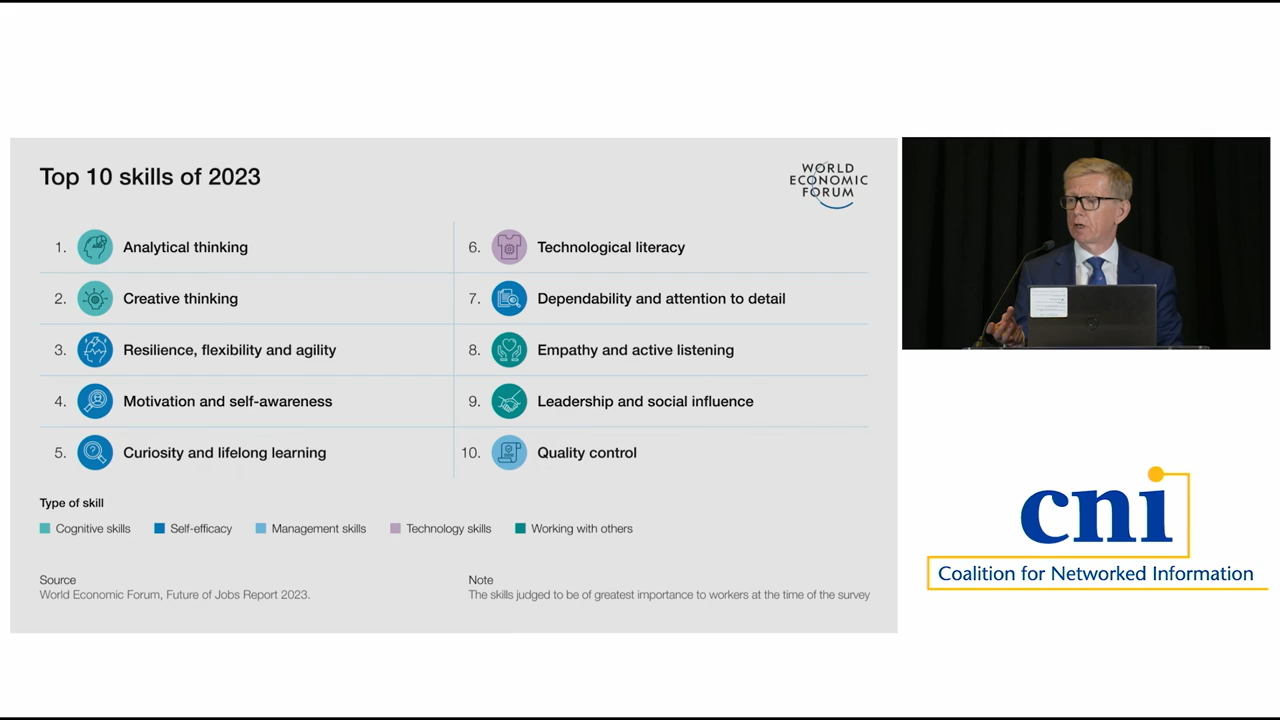 Top 10 skills of 2023
WORLD
ECONOMIC
FORUM
1. Analytical thinking
2. Creative thinking
3. Resilience, flexibility and agility
4. Motivation and self-awareness
5. Curiosity and lifelong learning
6. Technological literacy
7. Dependability and attention to detail
8. Empathy and active listening
9. Leadership and social influence
10. Quality control
Type of skill
Cognitive skills
Self-efficacy
Management skills
Technology skills
Working with others
Source
World Economic Forum, Future of Jobs Report 2023.
Note
The skills judged to be of greatest importance to workers at the time of the survey
cni
Coalition for Networked Information